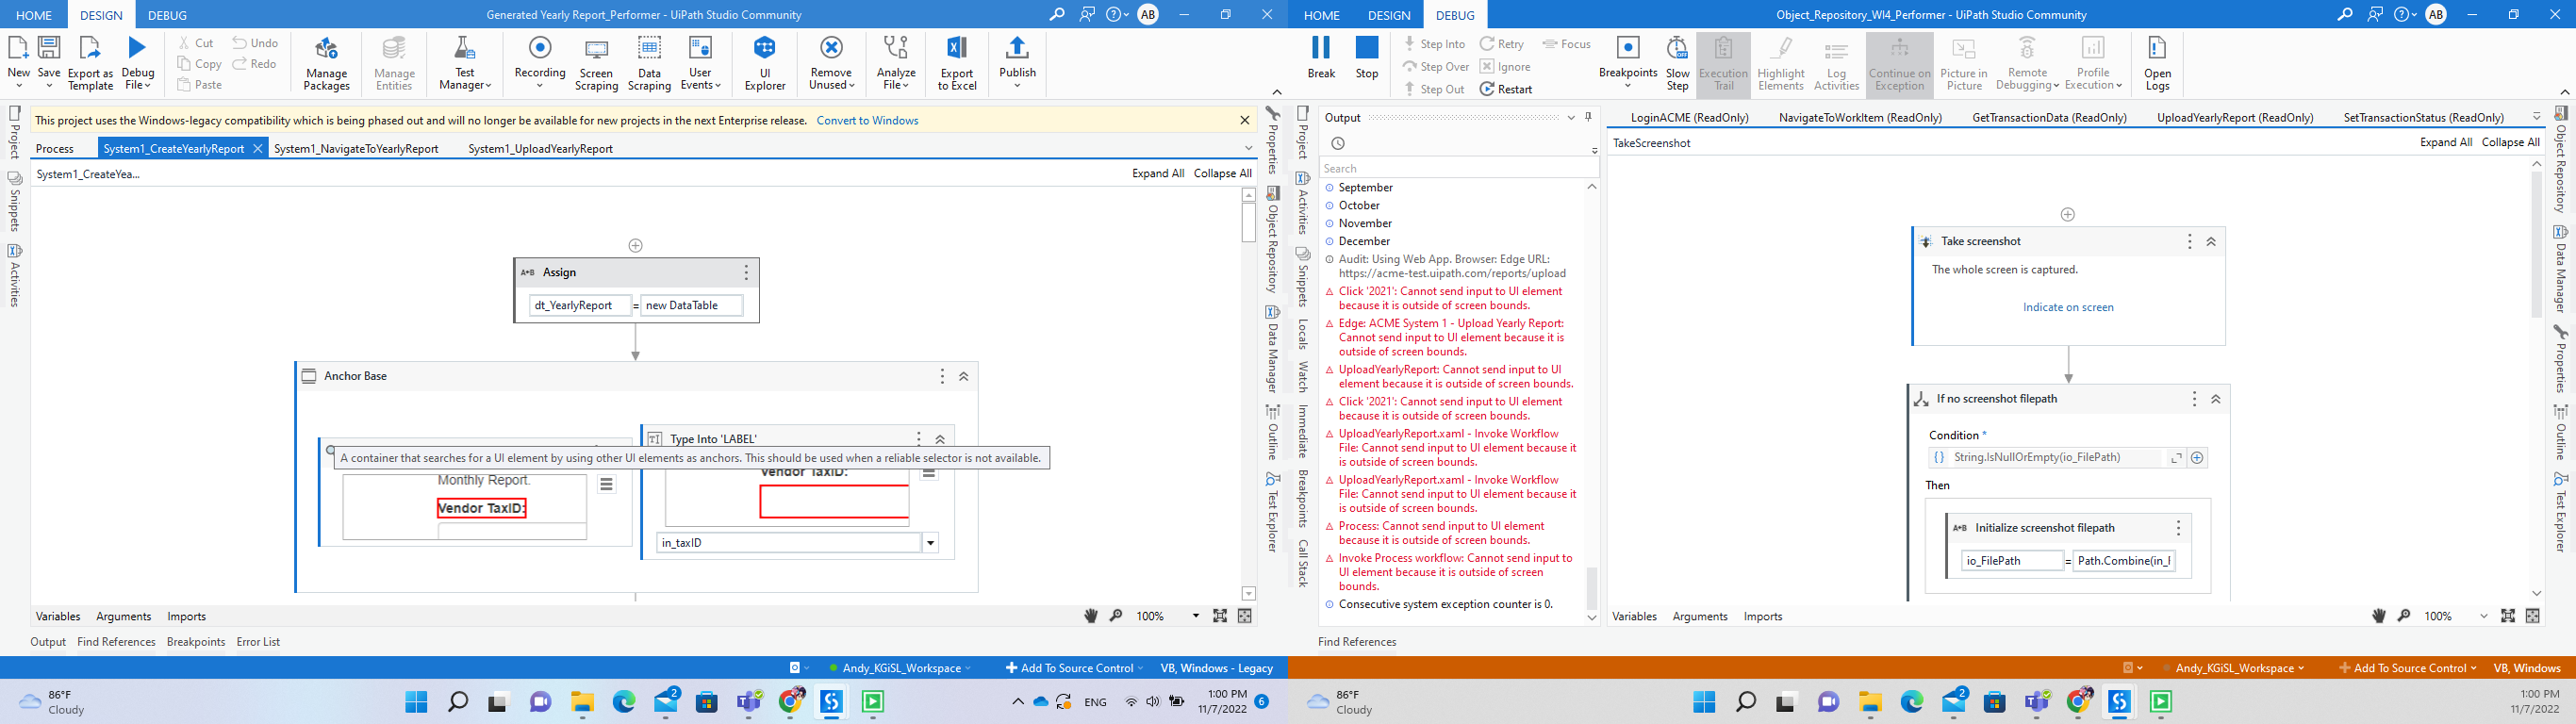 HOME DESIGN DEBUG
Generated Yearly Report_Performer - UiPath Studio Community
AB
New Save Export as Template Debug File
Cut Copy Paste Undo Redo
Manage Packages
Manage Entities
Test Manager
Recording
Screen Scraping
Data Scraping
User Events
UI Explorer
Remove Unused
Analyze File
Export to Excel
Publish
This project uses the Windows-legacy compatibility which is being phased out and will no longer be available for new projects in the next Enterprise release. Convert to Windows
Process System1_CreateYearlyReport System1_NavigateToYearlyReport System1_UploadYearlyReport
System1_CreateYea...
Expand All Collapse All
Project
Snippets
Activities
Assign
dt_YearlyReport = new DataTable
Anchor Base
Type Into 'LABEL'
A container that searches for a UI element by using other UI elements as anchors. This should be used when a reliable selector is not available.
Monthly Report.
Vendor TaxID:
Vendor TaxID:
in_taxID
Properties
Object Repository
Data Manager
Outline
Test Explorer
Variables Arguments Imports
100%
Output Find References Breakpoints Error List
Andy_KGiSL_Workspace Add To Source Control VB, Windows - Legacy
86°F
Cloudy
2
ENG
1:00 PM
11/7/2022
6
HOME DESIGN DEBUG
Object_Repository_WI4_Performer - UiPath Studio Community
AB
Break Stop
Step Into
Step Over
Step Out
Retry
Ignore
Restart
Focus
Breakpoints
Slow Step
Execution Trail
Highlight Elements
Log Activities
Continue on Exception
Picture in Picture
Remote Debugging
Profile Execution
Open Logs
Project
Activities
Snippets
Locals
Watch
Immediate
Breakpoints
Call Stack
Output
Search
September
October
November
December
Audit: Using Web App. Browser: Edge URL:
https://acme-test.uipath.com/reports/upload
Click '2021': Cannot send input to UI element
because it is outside of screen bounds.
Edge: ACME System 1 - Upload Yearly Report:
Cannot send input to UI element because it is
outside of screen bounds.
UploadYearlyReport: Cannot send input to UI
element because it is outside of screen bounds.
Click '2021': Cannot send input to UI element
because it is outside of screen bounds.
UploadYearlyReport.xaml - Invoke Workflow
File: Cannot send input to UI element because it
is outside of screen bounds.
UploadYearlyReport.xaml - Invoke Workflow
File: Cannot send input to UI element because it
is outside of screen bounds.
Process: Cannot send input to UI element
because it is outside of screen bounds.
Invoke Process workflow: Cannot send input to
UI element because it is outside of screen
bounds.
Consecutive system exception counter is 0.
Find References
LoginACME (ReadOnly) NavigateToWorkItem (ReadOnly) GetTransactionData (ReadOnly) UploadYearlyReport (ReadOnly) SetTransactionStatus (ReadOnly)
TakeScreenshot
Expand All Collapse All
Take screenshot
The whole screen is captured.
Indicate on screen
If no screenshot filepath
Condition *
String.IsNullOrEmpty(io_FilePath)
Then
Initialize screenshot filepath
io_FilePath = Path.Combine(in_F
Variables Arguments Imports
100%
Object Repository
Data Manager
Properties
Outline
Test Explorer
Andy_KGiSL_Workspace Add To Source Control VB, Windows
86°F
Cloudy
2
1:00 PM
11/7/2022